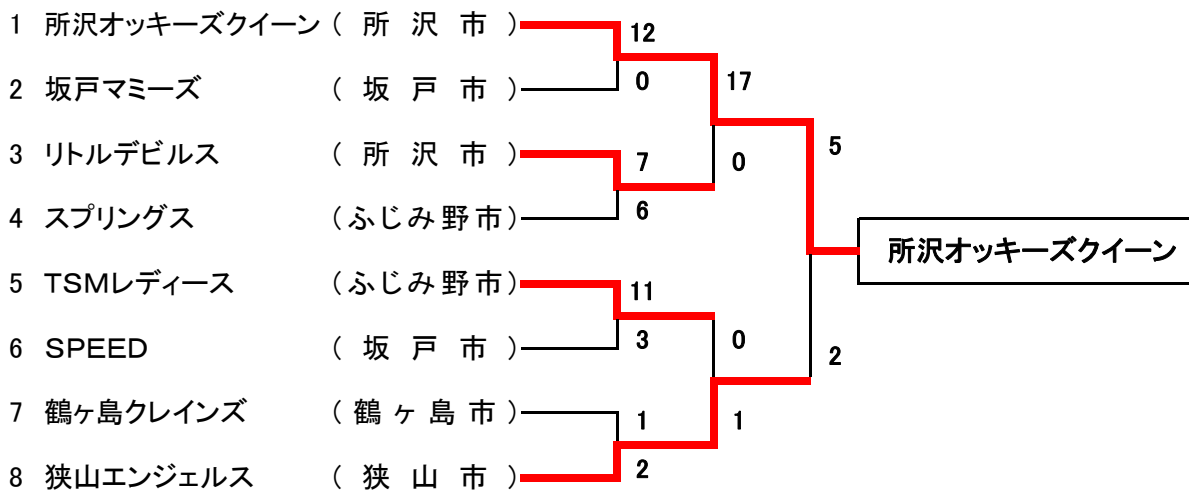 1 所沢オッキーズクイーン ( 所 沢 市 )
12
2 坂戸マミーズ ( 坂 戸 市 )
0
17
3 リトルデビルス ( 所 沢 市 )
7
0
5
4 スプリングス (ふじみ野市)
6
所沢オッキーズクイーン
5 TSMレディース (ふじみ野市)
11
6 SPEED ( 坂 戸 市 )
3
0
2
7 鶴ヶ島クレインズ ( 鶴 ヶ 島 市 )
1
1
8 狭山エンジェルス ( 狭 山 市 )
2